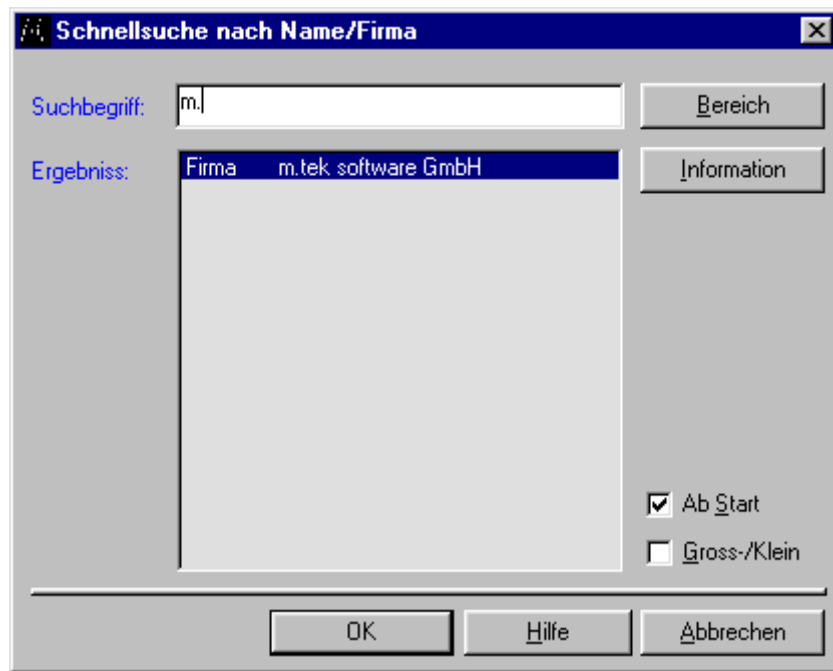 Schnellsuche nach Name/Firma
Suchbegriff: m. Bereich
Ergebniss: Firma m.tek software GmbH Information
Ab Start
Gross-/Klein
OK Hilfe Abbrechen